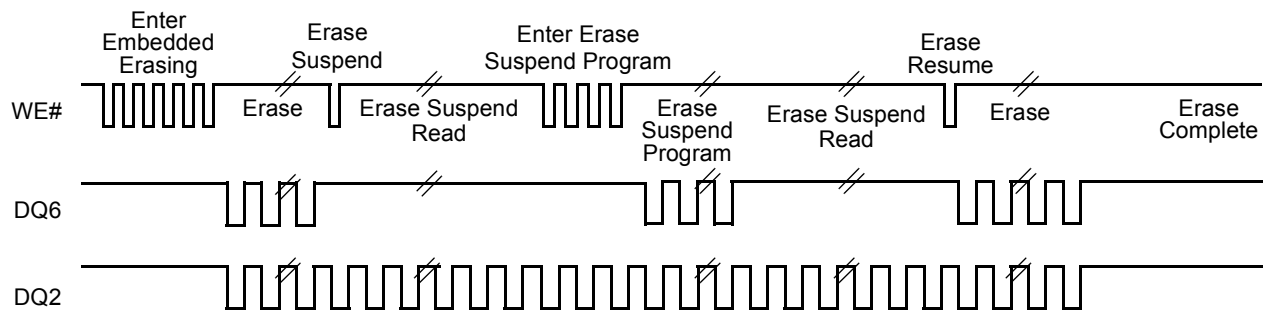 Enter
Embedded
Erasing
Erase
Suspend
Enter Erase
Suspend Program
Erase
Resume
WE#
Erase
Erase Suspend
Read
Erase
Suspend
Program
Erase Suspend
Read
Erase
Erase
Complete
DQ6
DQ2